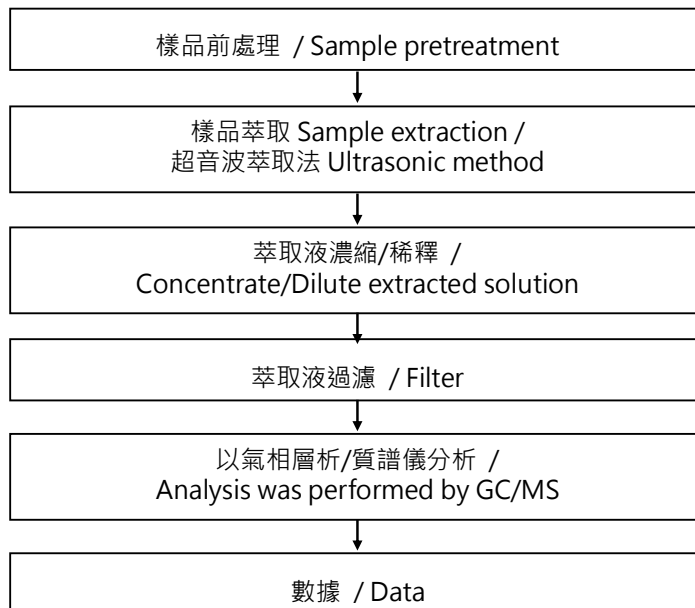 樣品前處理 / Sample pretreatment
樣品萃取 Sample extraction /
超音波萃取法 Ultrasonic method
萃取液濃縮/稀釋 /
Concentrate/Dilute extracted solution
萃取液過濾 / Filter
以氣相層析/質譜儀分析 /
Analysis was performed by GC/MS
數據 / Data